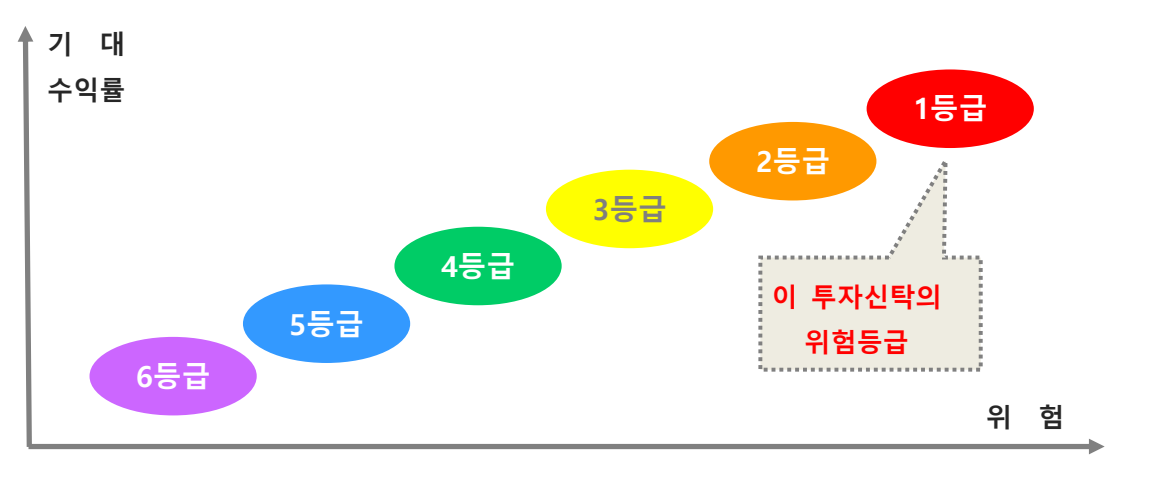 기 대
수익률
1등급
2등급
3등급
4등급
5등급
6등급
이 투자신탁의
위험등급
위 험